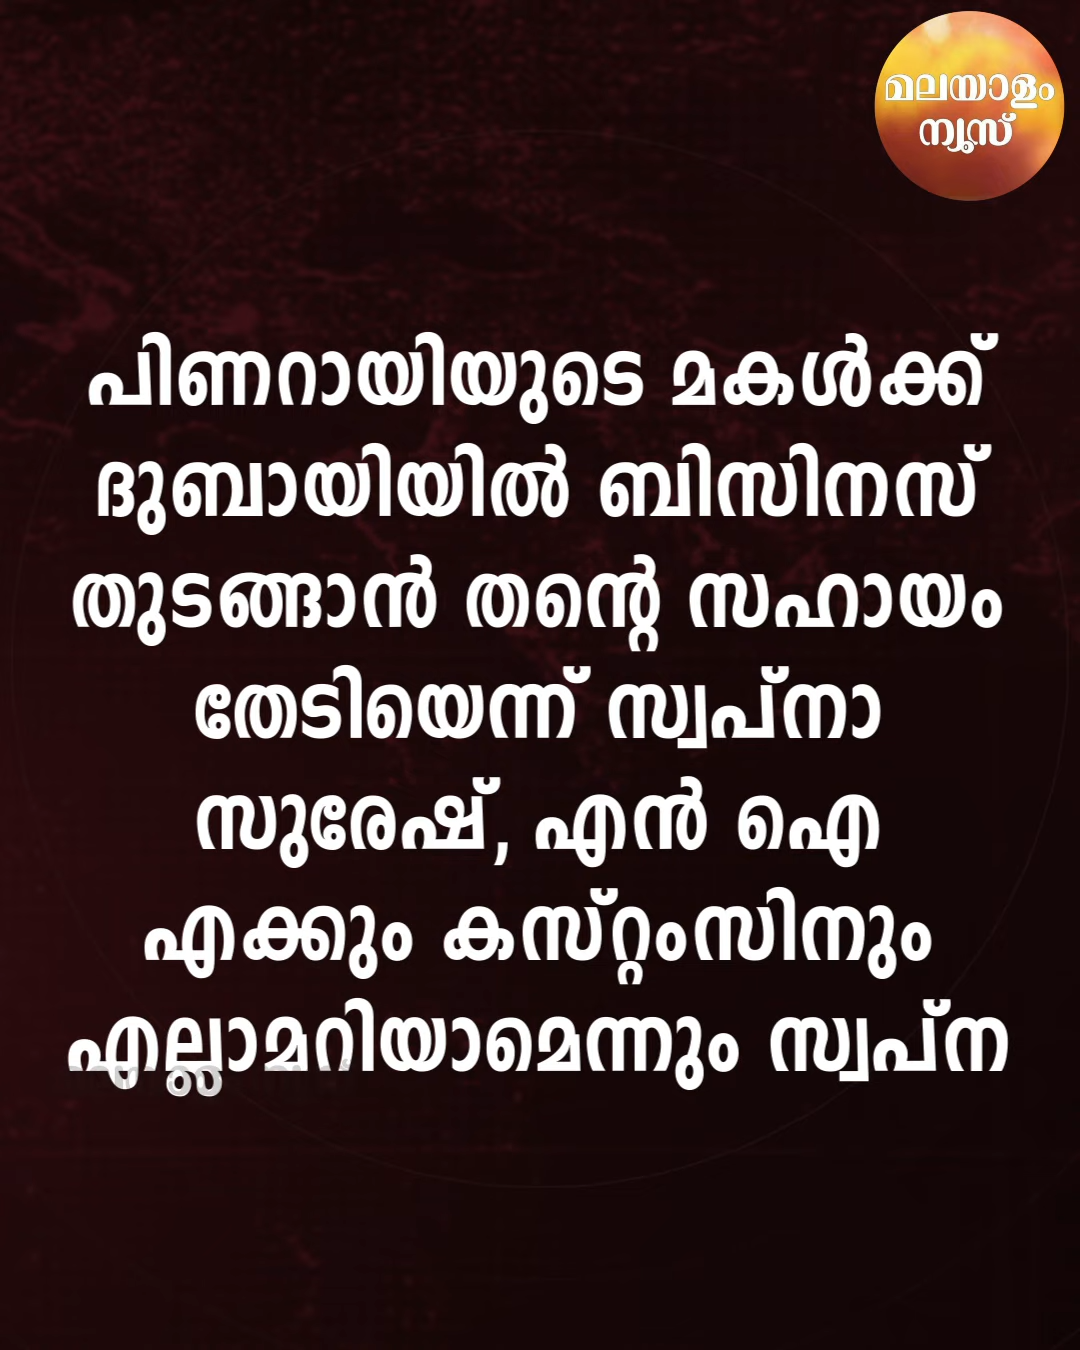 മലയാളം
ന്യൂസ്
പിണറായിയുടെ മകൾക്ക്
ദുബായിയിൽ ബിസിനസ്
തുടങ്ങാൻ തന്റെ സഹായം
തേടിയെന്ന് സ്വപ്നാ
സുരേഷ്, എൻ ഐ
എക്കും കസ്റ്റംസിനും
എല്ലാമറിയാമെന്നും സ്വപ്ന